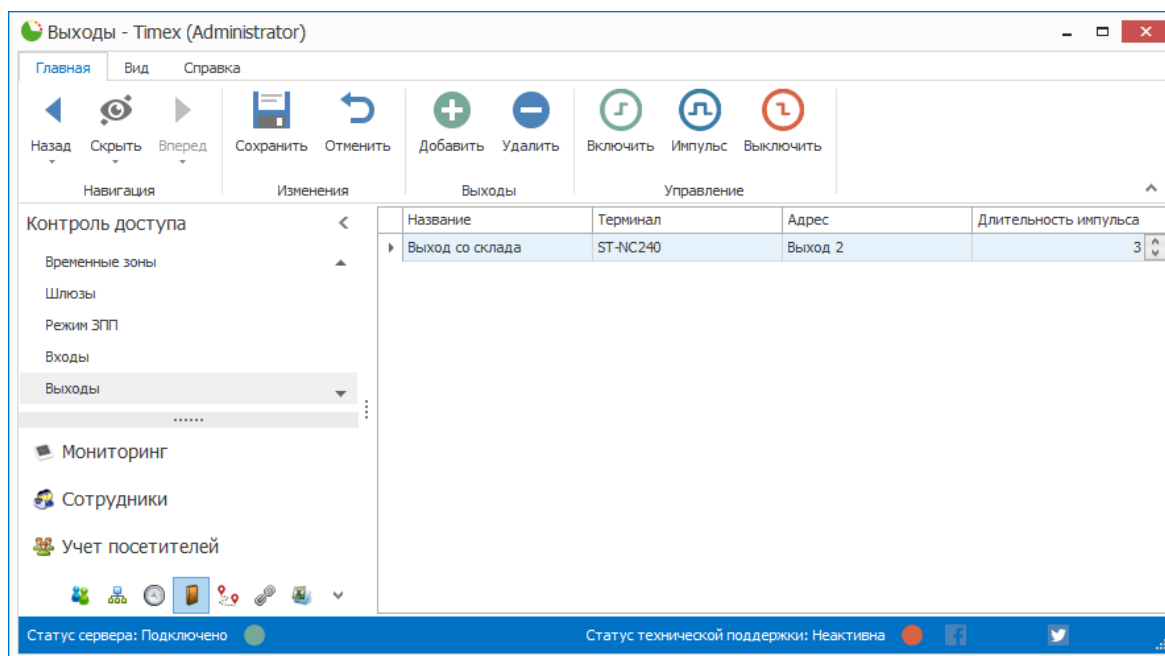 Выходы - Timex (Administrator)
Главная Вид Справка
Назад Скрыть Вперед Сохранить Отменить Добавить Удалить Включить Импульс Выключить
Навигация Изменения Выходы Управление
Контроль доступа
Название Терминал Адрес Длительность импульса
Выход со склада ST-NC240 Выход 2 3
Временные зоны
Шлюзы
Режим ЗПП
Входы
Выходы
Мониторинг
Сотрудники
Учет посетителей
Статус сервера: Подключено Статус технической поддержки: Неактивна